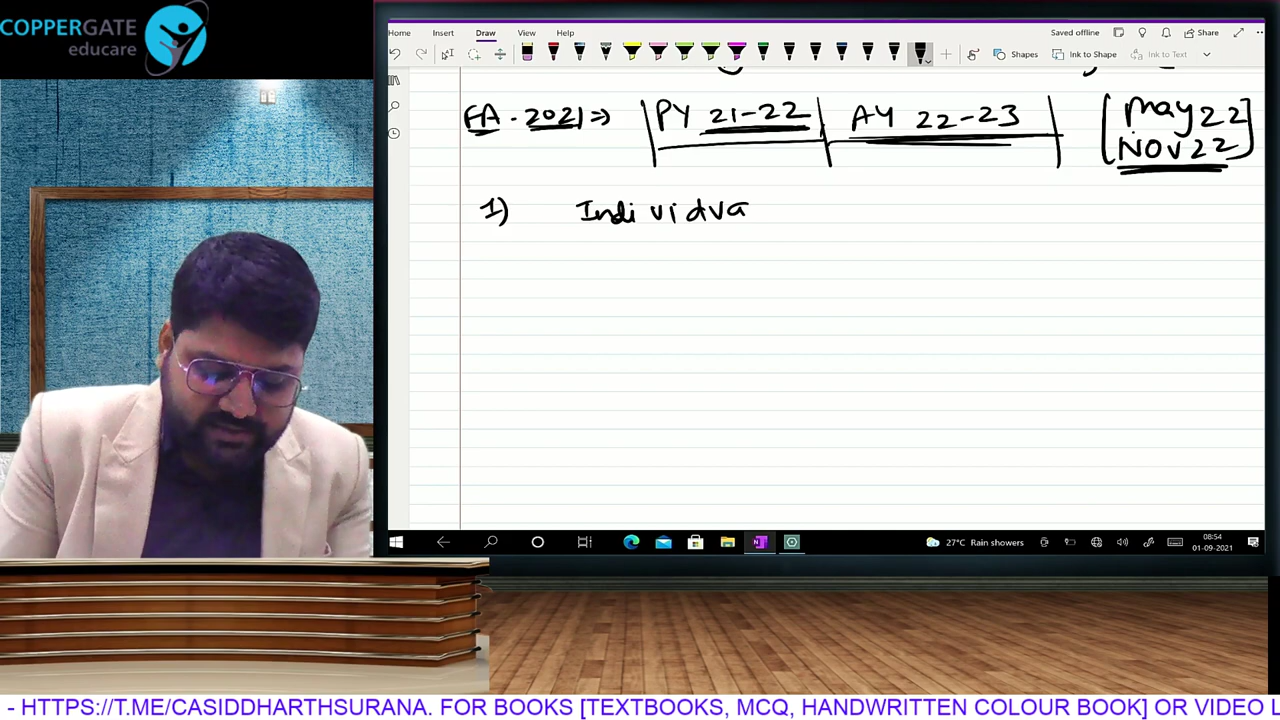 COPPERGATE
educare
Home Insert Draw View Help
Saved offline
Share
Shapes
Ink to Shape
Ink to Text
FA - 2021 ⇒ PY 21-22 AY 22-23 [May 22
Nov 22]
1) Individua
27°C Rain showers
08:54
01-09-2021
- HTTPS://T.ME/CASIDDHARTHSURANA. FOR BOOKS [TEXTBOOKS, MCQ, HANDWRITTEN COLOUR BOOK] OR VIDEO L